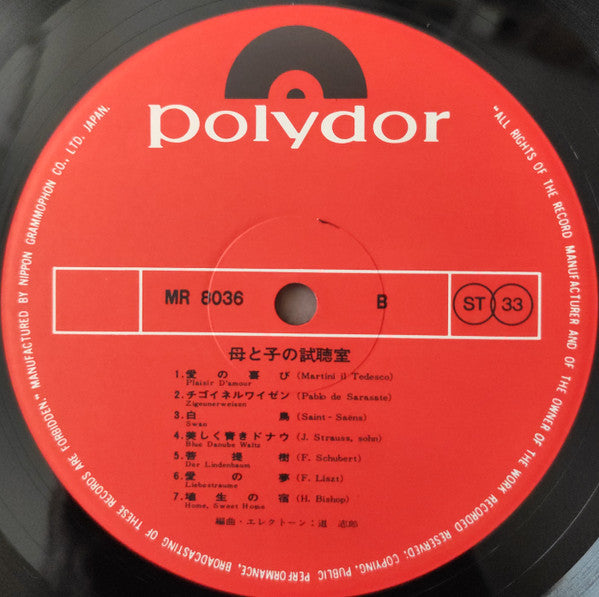 polydor
MR 8036
B
ST
33
母と子の試聴室
1.愛の喜び (Martini il Tedesco)
Plaisir D'amour
2.チゴイネルワイゼン (Pablo de Sarasate)
Zigeunerweisen
3.白鳥 (Saint-Saëns)
Swan
4.美しく青きドナウ (J. Strauss, sohn)
Blue Danube Waltz
5.菩提樹 (F. Schubert)
Der Lindenbaum
6.愛の夢 (F. Liszt)
Liebestraume
7.埴生の宿 (H. Bishop)
Home, Sweet Home
編曲・エレクトーン:道 志郎
"ALL RIGHTS OF THE RECORD MANUFACTURER AND OF THE OWNER OF THE WORK RECORDED RESERVED; COPYING, PUBLIC PERFORMANCE, BROADCASTING OF THESE RECORDS ARE FORBIDDEN." MANUFACTURED BY NIPPON GRAMMOPHON CO., LTD. JAPAN.